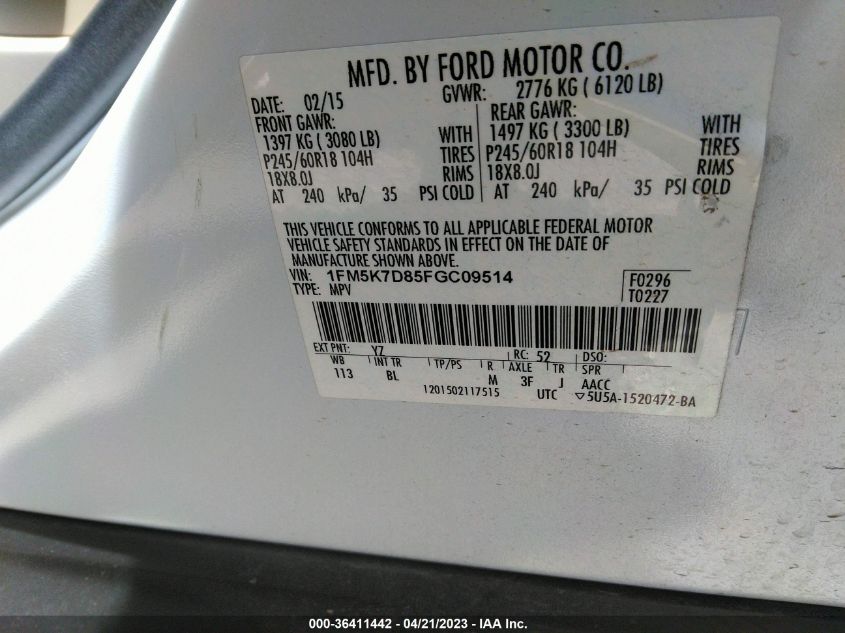 MFD. BY FORD MOTOR CO.
DATE: 02/15 GVWR: 2776 KG ( 6120 LB)
FRONT GAWR: REAR GAWR:
1397 KG ( 3080 LB) WITH 1497 KG ( 3300 LB) WITH
P245/60R18 104H TIRES P245/60R18 104H TIRES
18X8.0J RIMS 18X8.0J RIMS
AT 240 kPa/ 35 PSI COLD AT 240 kPa/ 35 PSI COLD
THIS VEHICLE CONFORMS TO ALL APPLICABLE FEDERAL MOTOR
VEHICLE SAFETY STANDARDS IN EFFECT ON THE DATE OF
MANUFACTURE SHOWN ABOVE.
VIN: 1FM5K7D85FGC09514 F0296
TYPE: MPV T0227
EXT PNT: YZ RC: 52 DSO:
WB INT TR TP/PS R AXLE TR SPR
113 BL M 3F J AACC
1201502117515 UTC ▽5U5A-1520472-BA
000-36411442 - 04/21/2023 - IAA Inc.